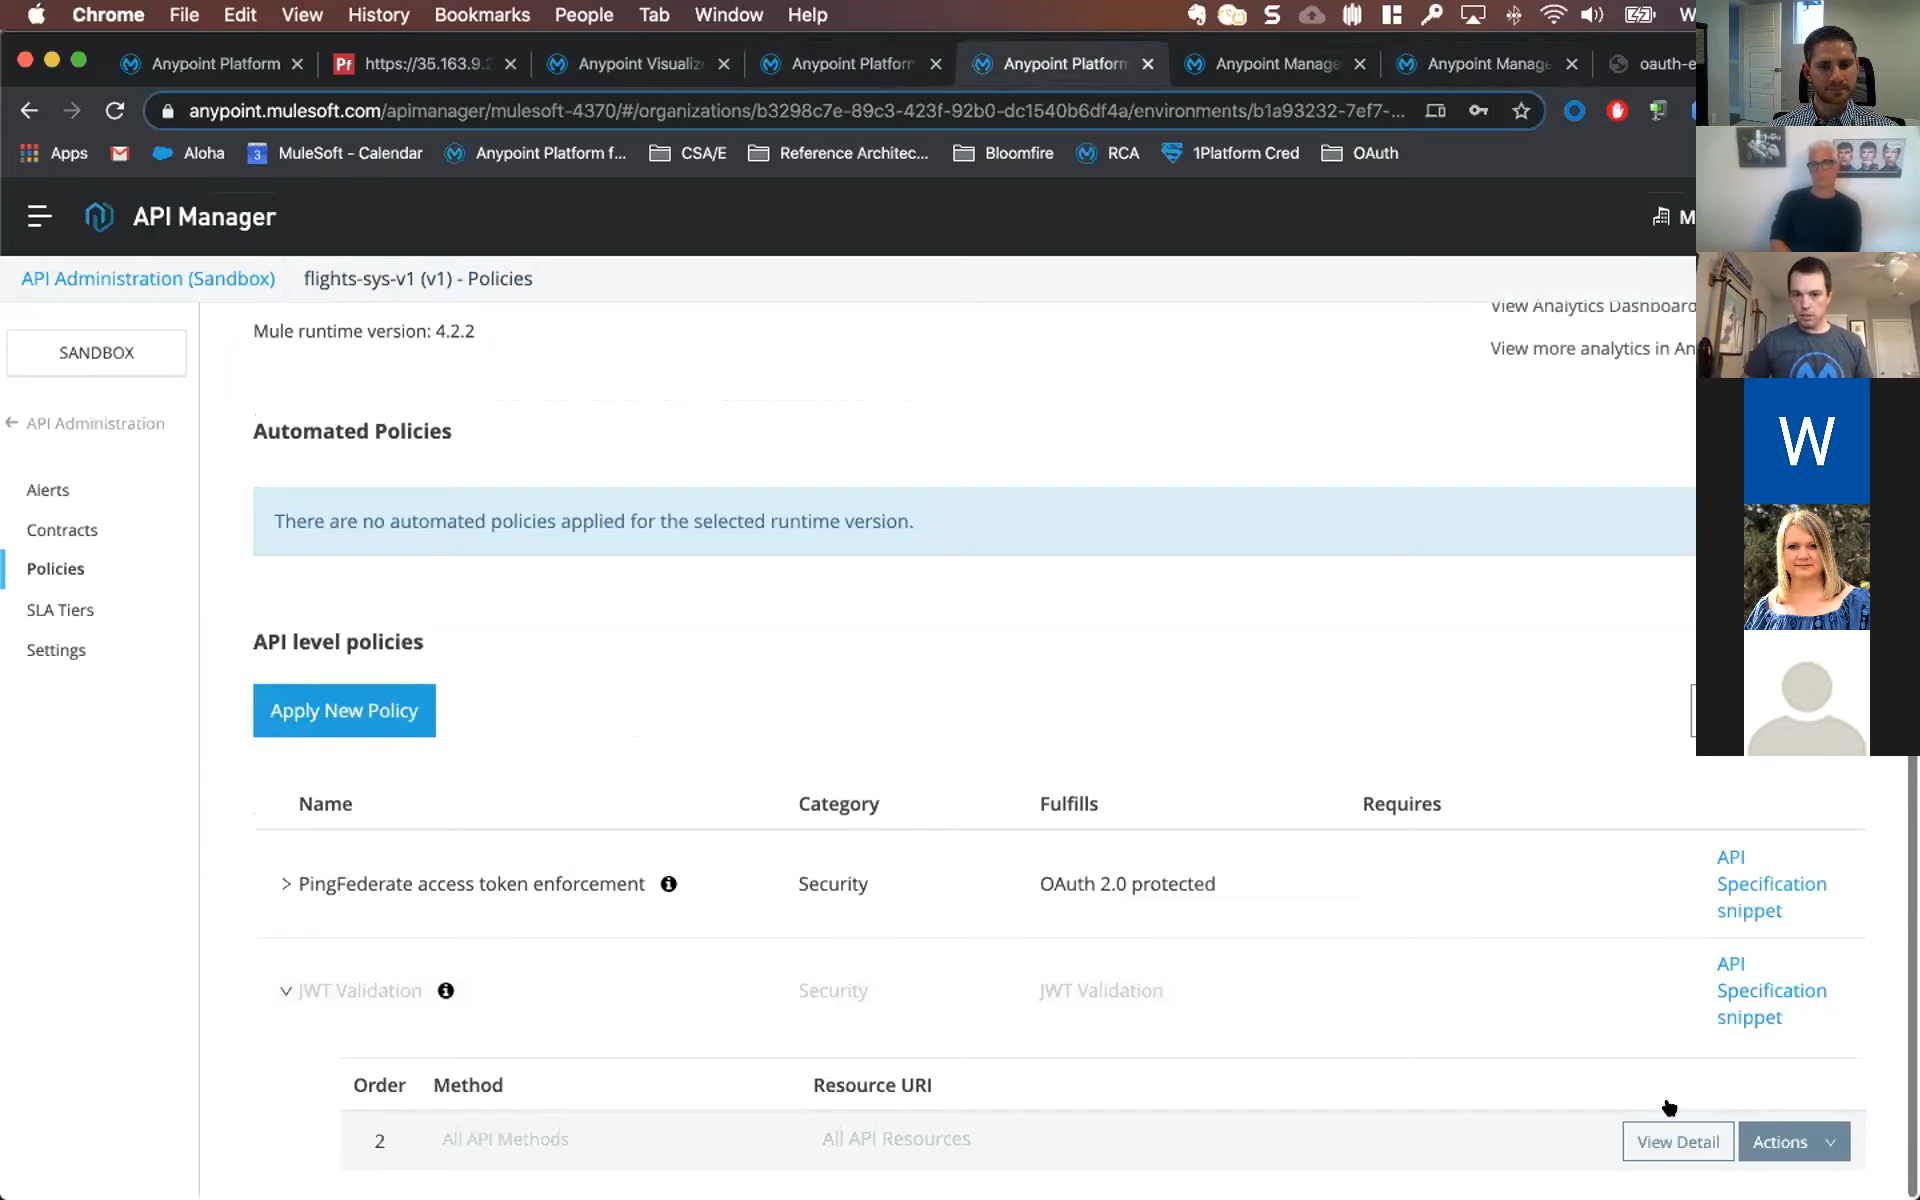 Chrome File Edit View History Bookmarks People Tab Window Help
Anypoint Platform
https://35.163.9.2
Anypoint Visualiz
Anypoint Platform
Anypoint Platform
Anypoint Manage
Anypoint Manage
oauth-e
anypoint.mulesoft.com/apimanager/mulesoft-4370/#/organizations/b3298c7e-89c3-423f-92b0-dc1540b6df4a/environments/b1a93232-7ef7-...
Apps
Aloha
3 MuleSoft - Calendar
Anypoint Platform f...
CSA/E
Reference Architec...
Bloomfire
RCA
1Platform Cred
OAuth
API Manager
M
API Administration (Sandbox) flights-sys-v1 (v1) - Policies
SANDBOX
API Administration
Alerts
Contracts
Policies
SLA Tiers
Settings
Mule runtime version: 4.2.2
View Analytics Dashboard
View more analytics in An
Automated Policies
There are no automated policies applied for the selected runtime version.
API level policies
Apply New Policy
Name Category Fulfills Requires
PingFederate access token enforcement Security OAuth 2.0 protected
API
Specification
snippet
JWT Validation Security JWT Validation
API
Specification
snippet
Order Method Resource URI
2 All API Methods All API Resources View Detail Actions
W